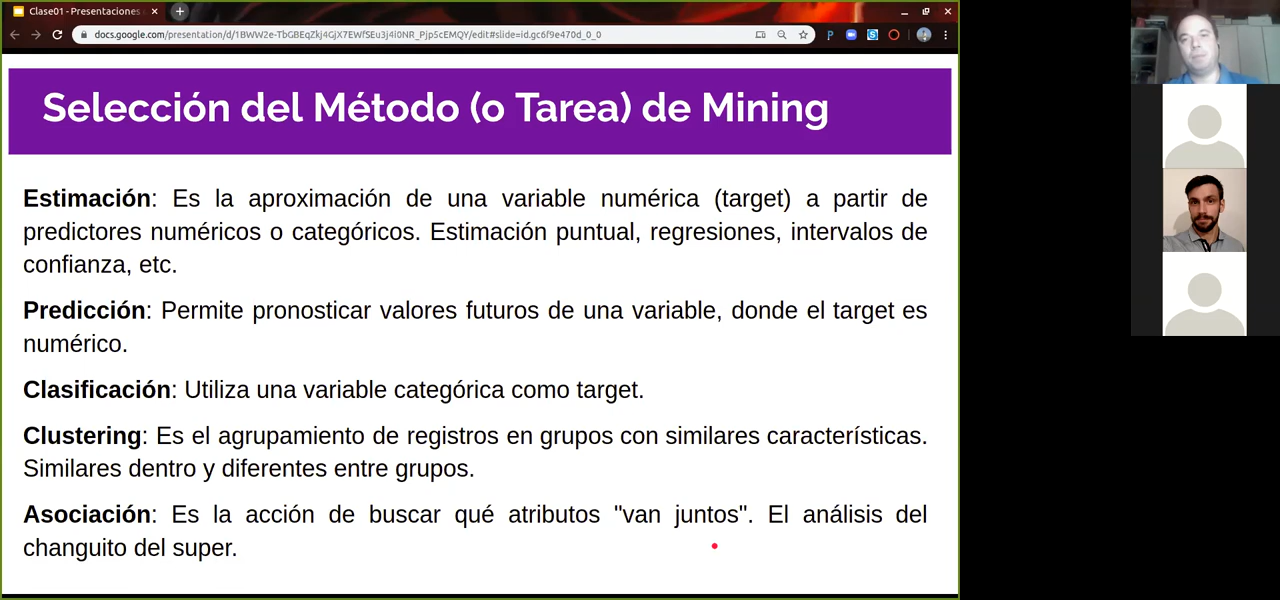 Clase01 - Presentaciones
docs.google.com/presentation/d/1BWW2e-TbGBEqZkj4GjX7EWfSEu3j4i0NR_Pjp5cEMQY/edit#slide=id.gc6f9e470d_0_0
Selección del Método (o Tarea) de Mining
Estimación: Es la aproximación de una variable numérica (target) a partir de
predictores numéricos o categóricos. Estimación puntual, regresiones, intervalos de
confianza, etc.
Predicción: Permite pronosticar valores futuros de una variable, donde el target es
numérico.
Clasificación: Utiliza una variable categórica como target.
Clustering: Es el agrupamiento de registros en grupos con similares características.
Similares dentro y diferentes entre grupos.
Asociación: Es la acción de buscar qué atributos "van juntos". El análisis del
changuito del super.